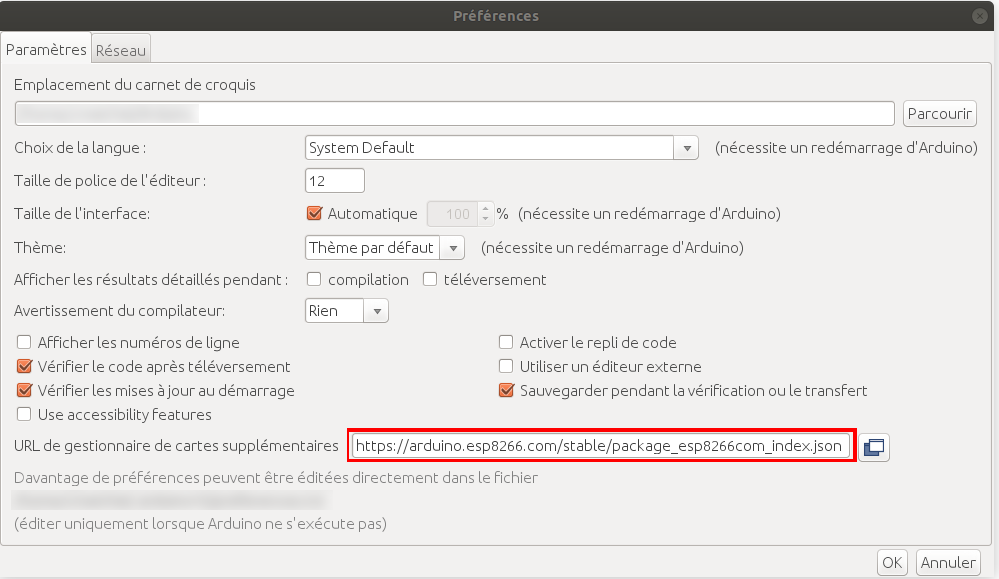 Préférences
Paramètres Réseau
Emplacement du carnet de croquis
Parcourir
Choix de la langue : System Default (nécessite un redémarrage d'Arduino)
Taille de police de l'éditeur : 12
Taille de l'interface: Automatique 100 % (nécessite un redémarrage d'Arduino)
Thème: Thème par défaut (nécessite un redémarrage d'Arduino)
Afficher les résultats détaillés pendant : compilation téléversement
Avertissement du compilateur: Rien
Afficher les numéros de ligne Activer le repli de code
Vérifier le code après téléversement Utiliser un éditeur externe
Vérifier les mises à jour au démarrage Sauvegarder pendant la vérification ou le transfert
Use accessibility features
URL de gestionnaire de cartes supplémentaires https://arduino.esp8266.com/stable/package_esp8266com_index.json
Davantage de préférences peuvent être éditées directement dans le fichier
(éditer uniquement lorsque Arduino ne s'exécute pas)
OK Annuler